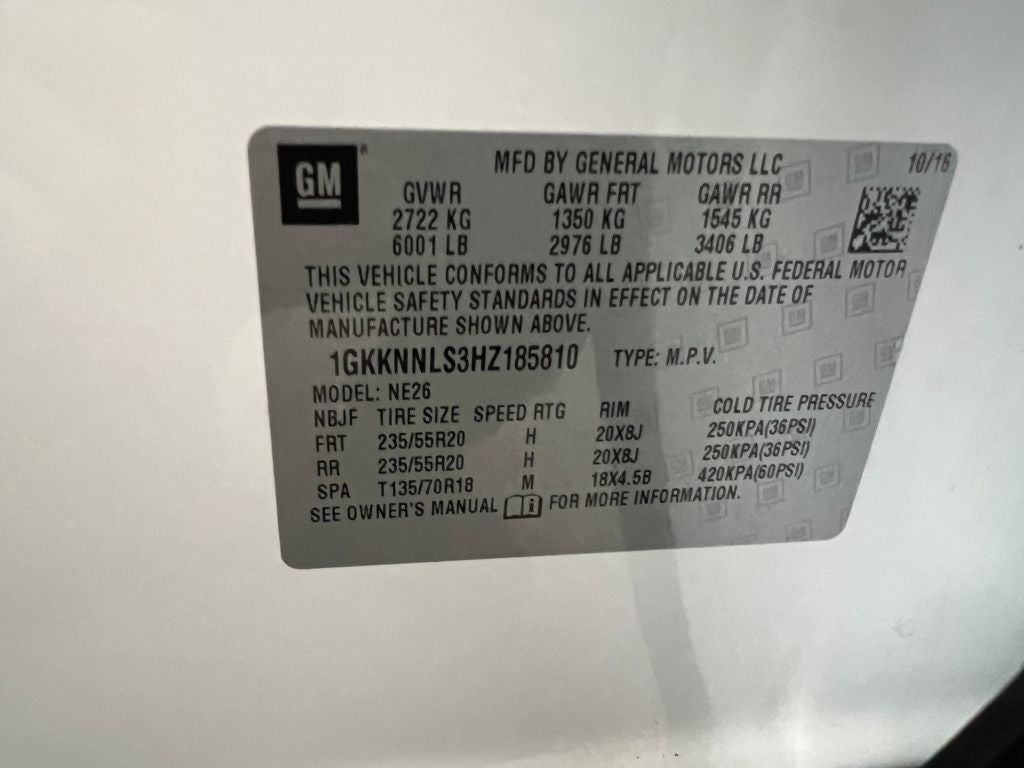 GM
MFD BY GENERAL MOTORS LLC 10/16
GVWR GAWR FRT GAWR RR
2722 KG 1350 KG 1545 KG
6001 LB 2976 LB 3406 LB
THIS VEHICLE CONFORMS TO ALL APPLICABLE U.S. FEDERAL MOTOR
VEHICLE SAFETY STANDARDS IN EFFECT ON THE DATE OF
MANUFACTURE SHOWN ABOVE.
1GKKNNLS3HZ185810 TYPE: M.P.V.
MODEL: NE26
NBJF TIRE SIZE SPEED RTG RIM COLD TIRE PRESSURE
FRT 235/55R20 H 20X8J 250KPA(36PSI)
RR 235/55R20 H 20X8J 250KPA(36PSI)
SPA T135/70R18 M 18X4.5B 420KPA(60PSI)
SEE OWNER'S MANUAL i FOR MORE INFORMATION.